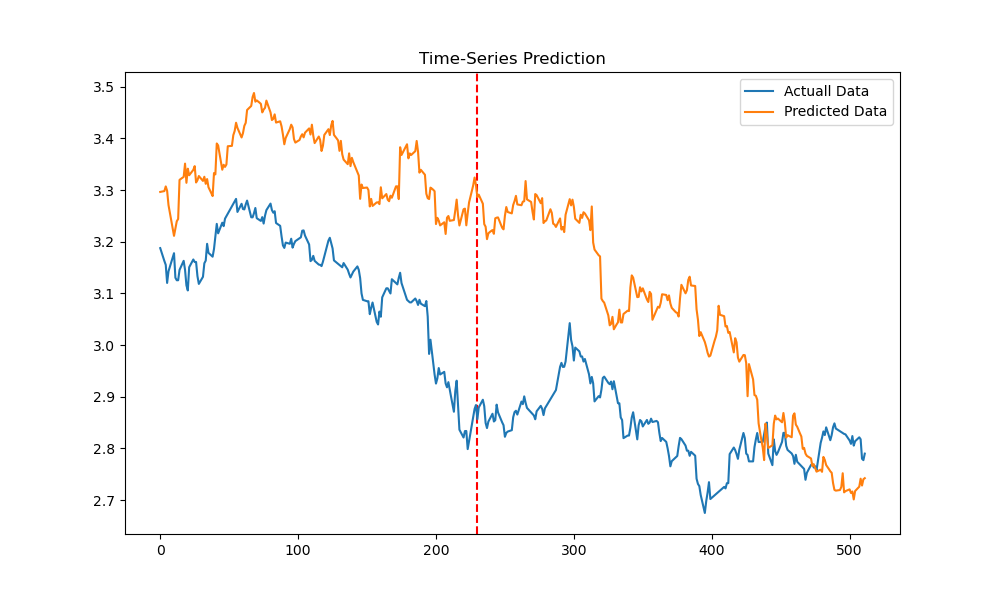 Time-Series Prediction
Actuall Data
Predicted Data
3.5
3.4
3.3
3.2
3.1
3.0
2.9
2.8
2.7
0 100 200 300 400 500